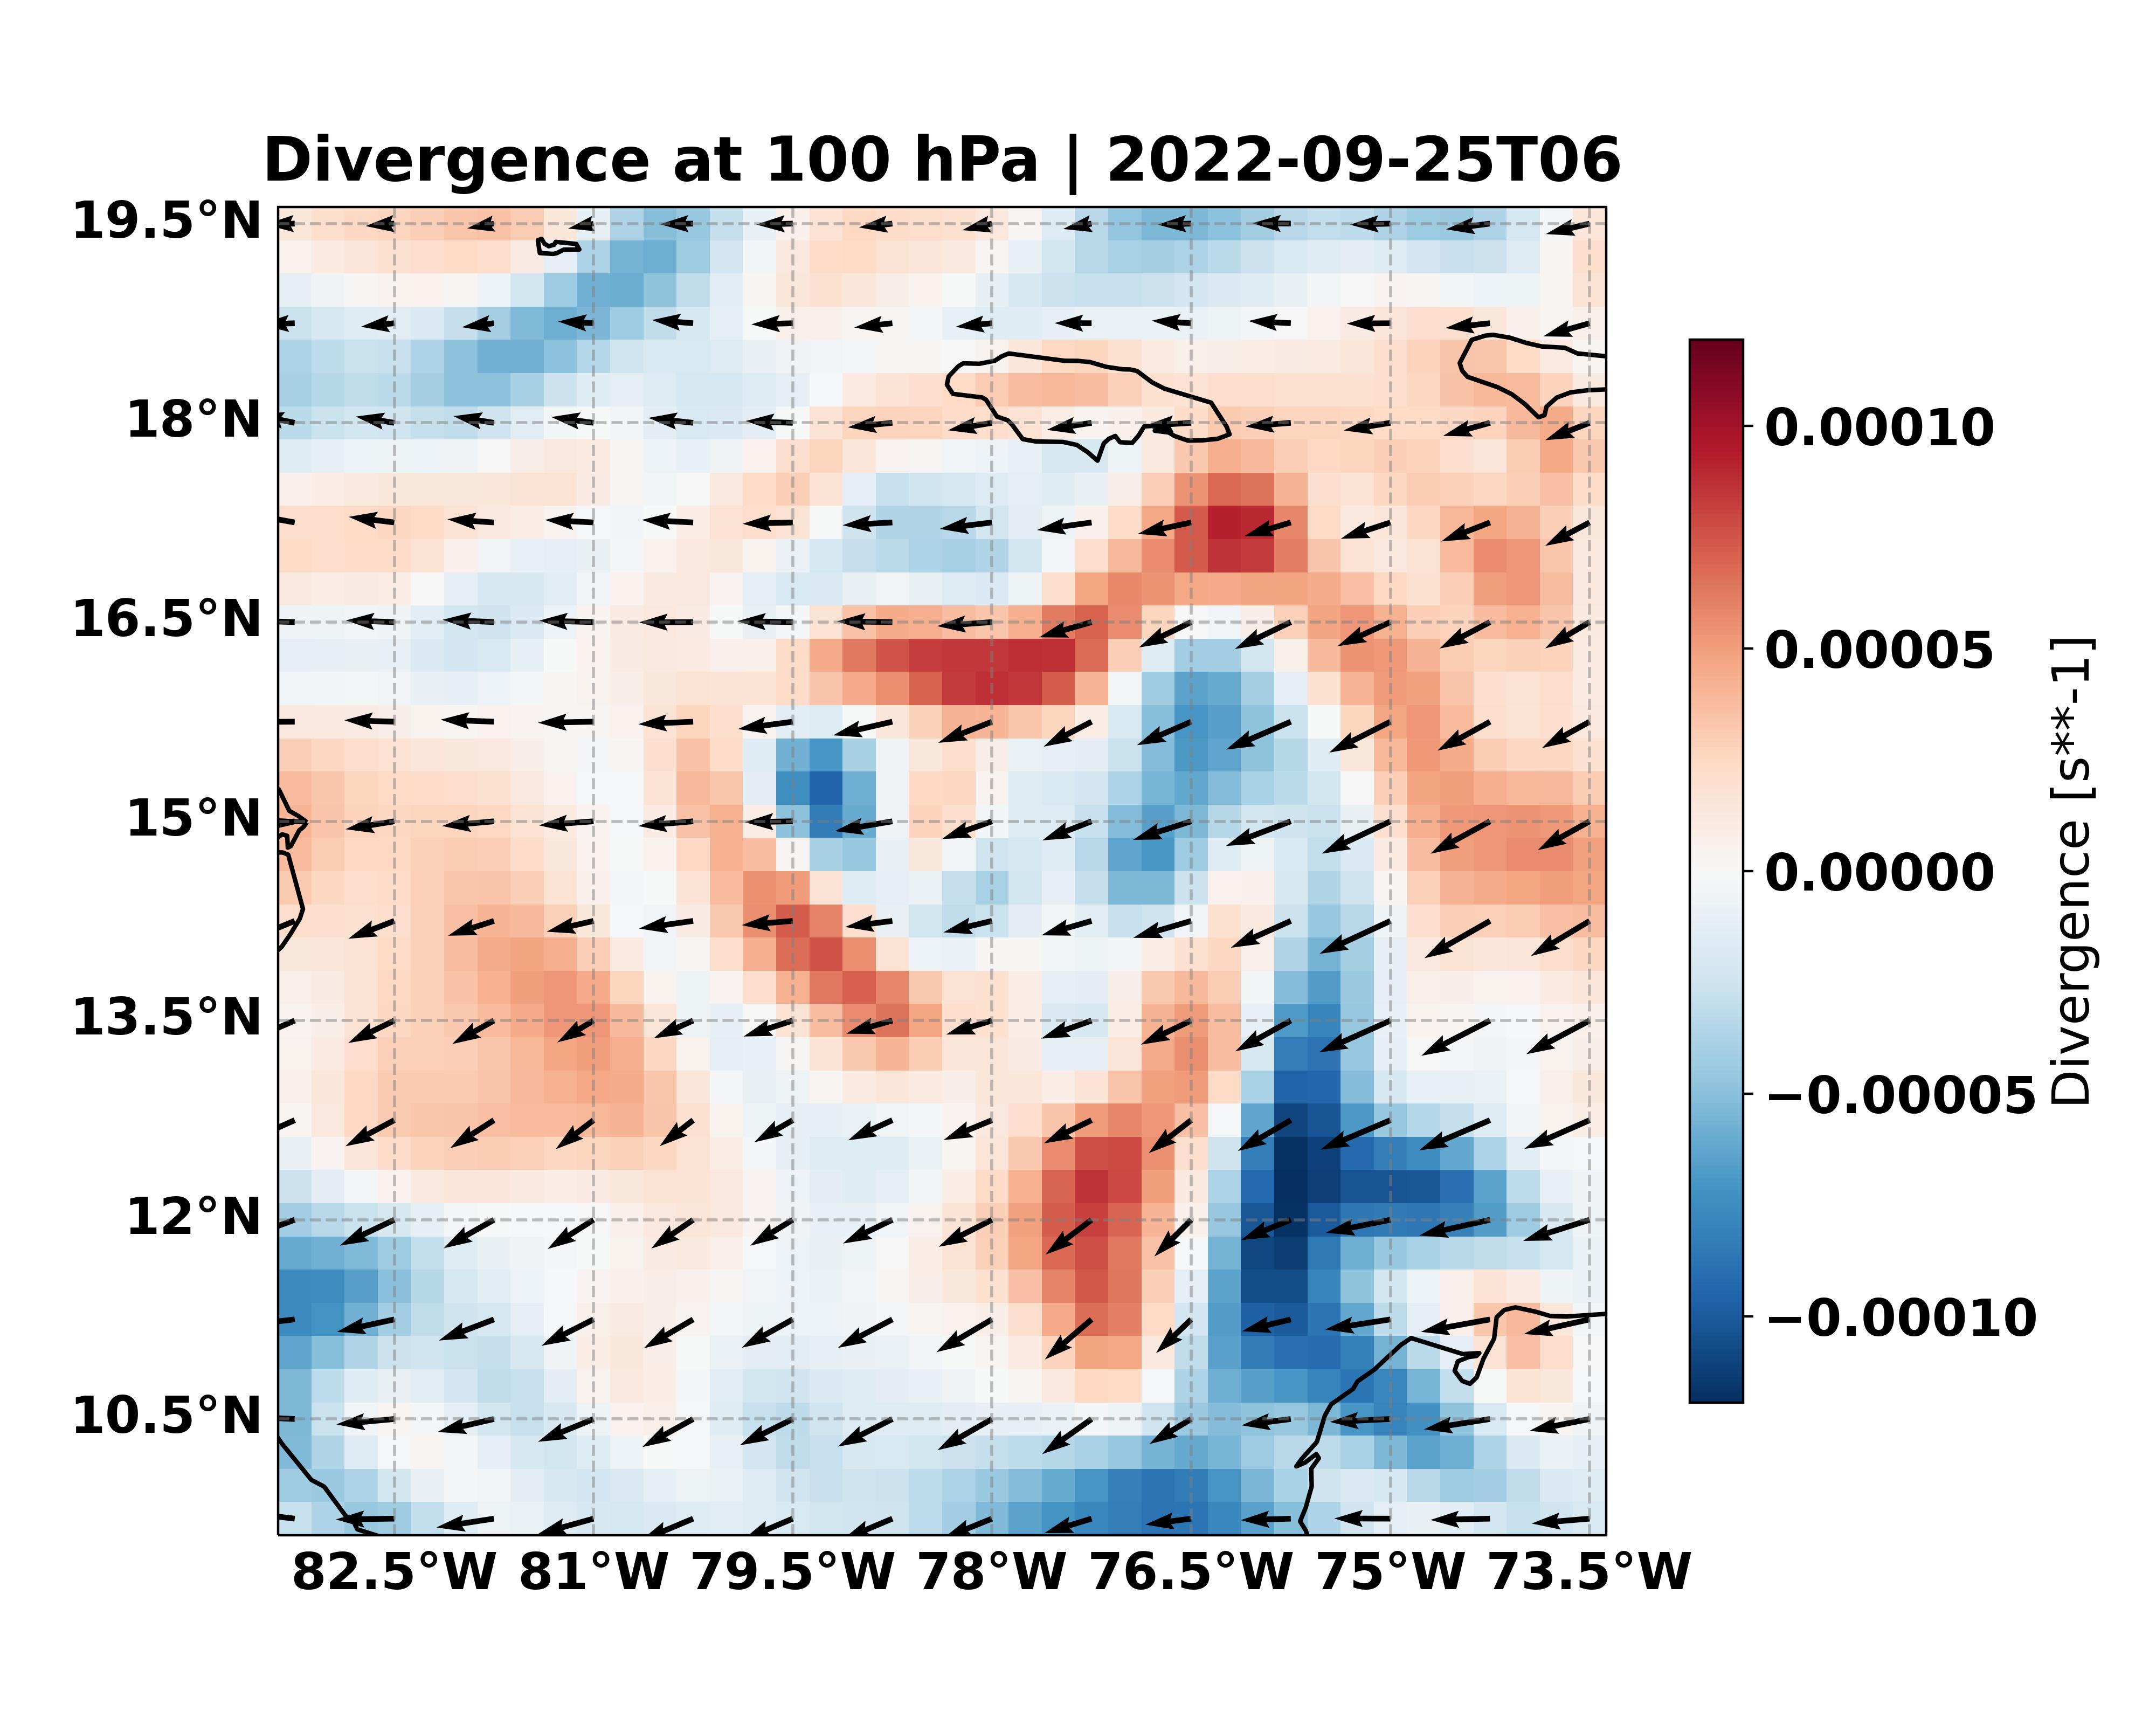 Divergence at 100 hPa | 2022-09-25T06
19.5°N
18°N
16.5°N
15°N
13.5°N
12°N
10.5°N
82.5°W 81°W 79.5°W 78°W 76.5°W 75°W 73.5°W
0.00010
0.00005
0.00000
−0.00005
−0.00010
Divergence [s**-1]